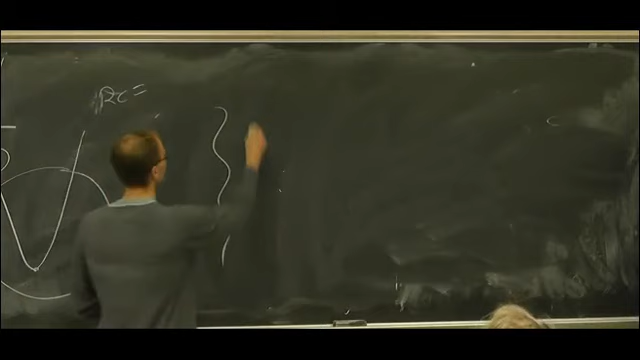 Rc =